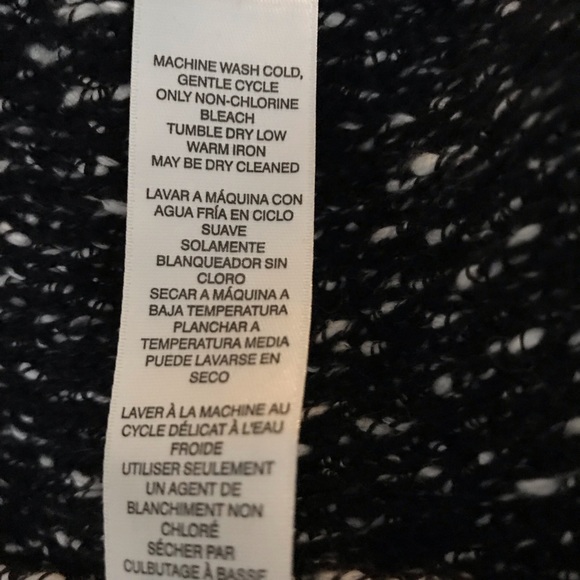 MACHINE WASH COLD,
GENTLE CYCLE
ONLY NON-CHLORINE
BLEACH
TUMBLE DRY LOW
WARM IRON
MAY BE DRY CLEANED
LAVAR A MÁQUINA CON
AGUA FRÍA EN CICLO
SUAVE
SOLAMENTE
BLANQUEADOR SIN
CLORO
SECAR A MÁQUINA A
BAJA TEMPERATURA
PLANCHAR A
TEMPERATURA MEDIA
PUEDE LAVARSE EN
SECO
LAVER À LA MACHINE AU
CYCLE DÉLICAT À L'EAU
FROIDE
UTILISER SEULEMENT
UN AGENT DE
BLANCHIMENT NON
CHLORÉ
SÉCHER PAR
CULBUTAGE À BASSE